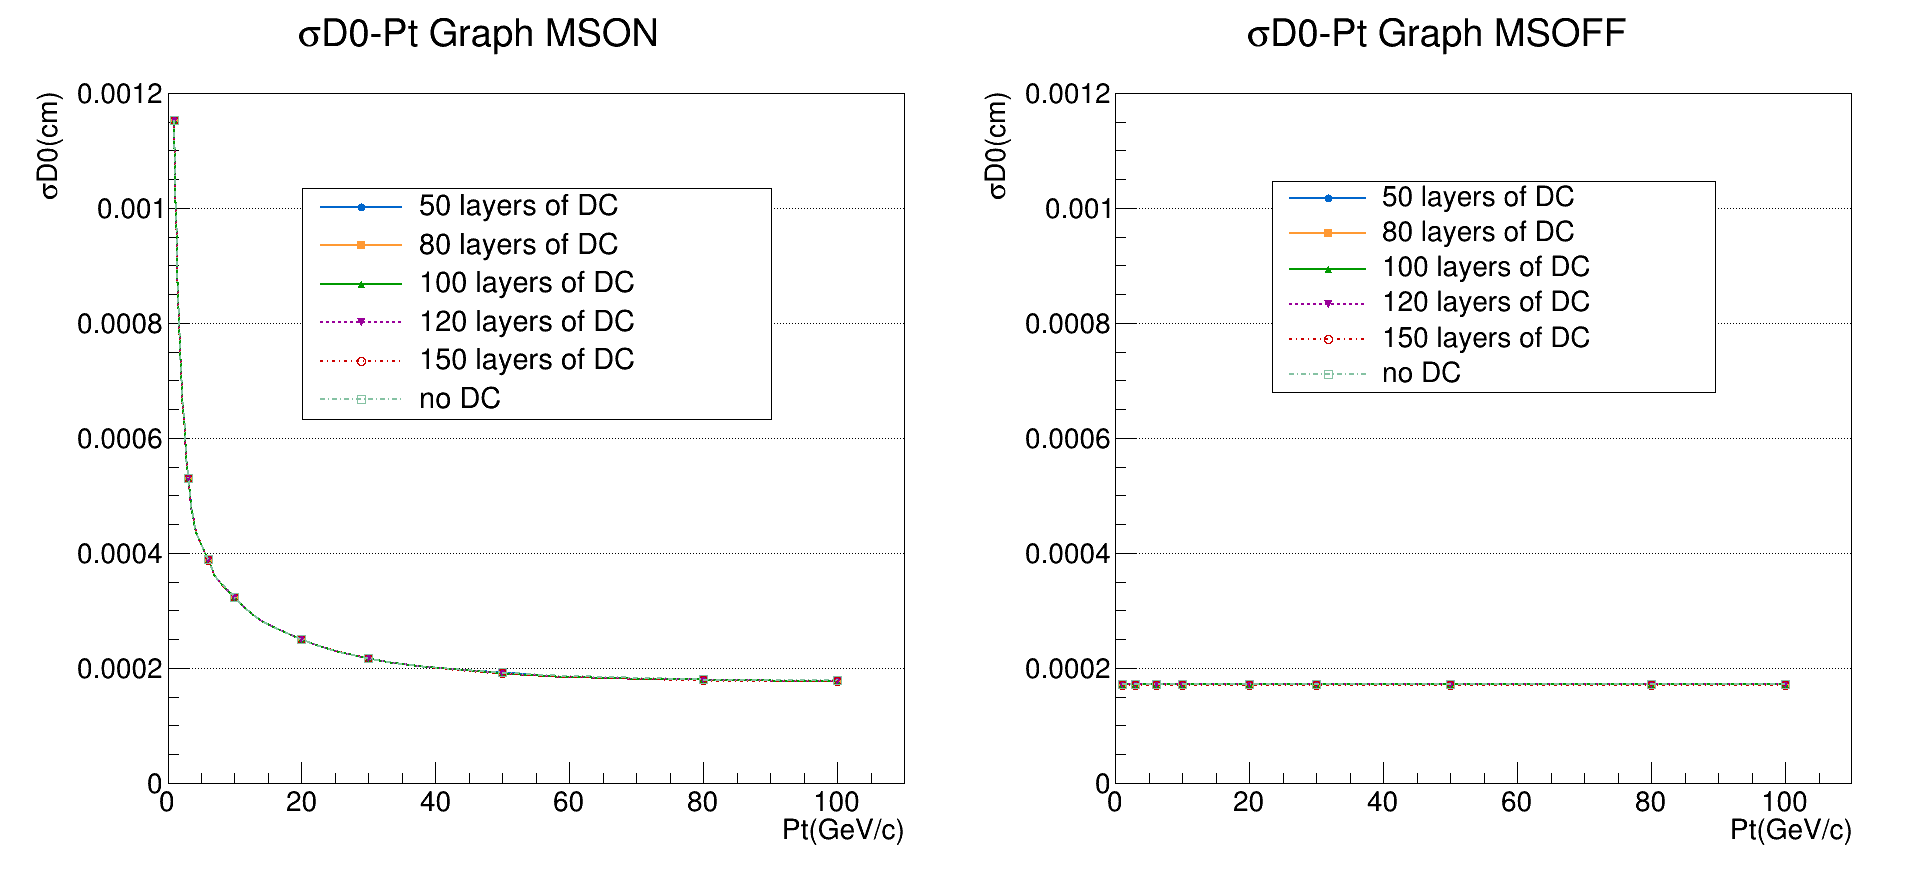 σD0-Pt Graph MSON
σD0(cm)
0.0012
0.001
0.0008
0.0006
0.0004
0.0002
0
50 layers of DC
80 layers of DC
100 layers of DC
120 layers of DC
150 layers of DC
no DC
0 20 40 60 80 100
Pt(GeV/c)
σD0-Pt Graph MSOFF
σD0(cm)
0.0012
0.001
0.0008
0.0006
0.0004
0.0002
0
50 layers of DC
80 layers of DC
100 layers of DC
120 layers of DC
150 layers of DC
no DC
0 20 40 60 80 100
Pt(GeV/c)